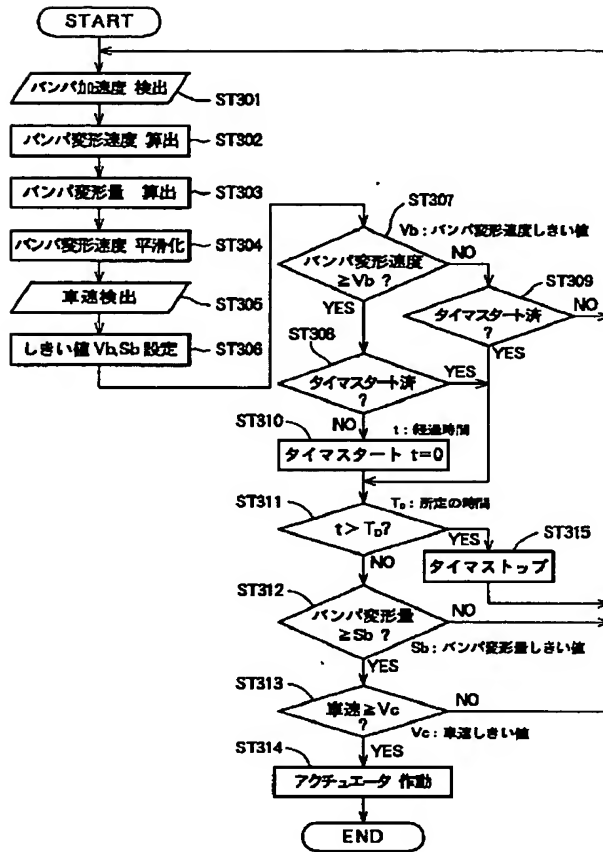 START
バンパ加速度 検出
ST301
バンパ変形速度 算出
ST302
バンパ変形量 算出
ST303
バンパ変形速度 平滑化
ST304
車速検出
ST305
しきい値 Vb,Sb 設定
ST306
ST307
Vb：バンパ変形速度しきい値
バンパ変形速度
≧Vb ?
NO
YES
ST309
タイマスタート済
?
NO
YES
ST308
タイマスタート済
?
YES
NO
ST310
t：経過時間
タイマスタート t=0
ST311
TD：所定の時間
t> TD?
YES
NO
ST315
タイマストップ
ST312
バンパ変形量
≧Sb ?
NO
YES
Sb：バンパ変形量しきい値
ST313
車速≧Vc
?
NO
YES
Vc：車速しきい値
ST314
アクチュエータ 作動
END